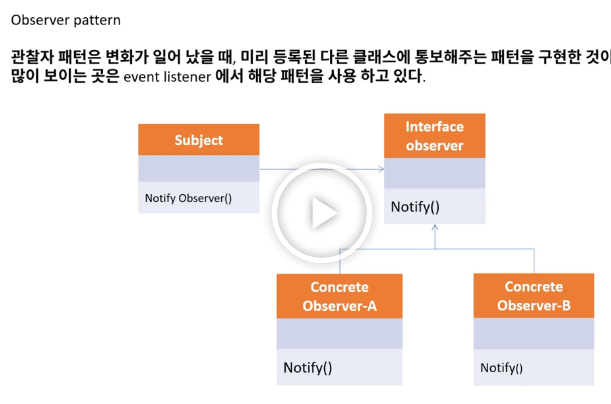 Observer pattern
관찰자 패턴은 변화가 일어 났을 때, 미리 등록된 다른 클래스에 통보해주는 패턴을 구현한 것이
많이 보이는 곳은 event listener 에서 해당 패턴을 사용 하고 있다.
Subject
Notify Observer()
Interface
observer
Notify()
Concrete
Observer-A
Notify()
Concrete
Observer-B
Notify()